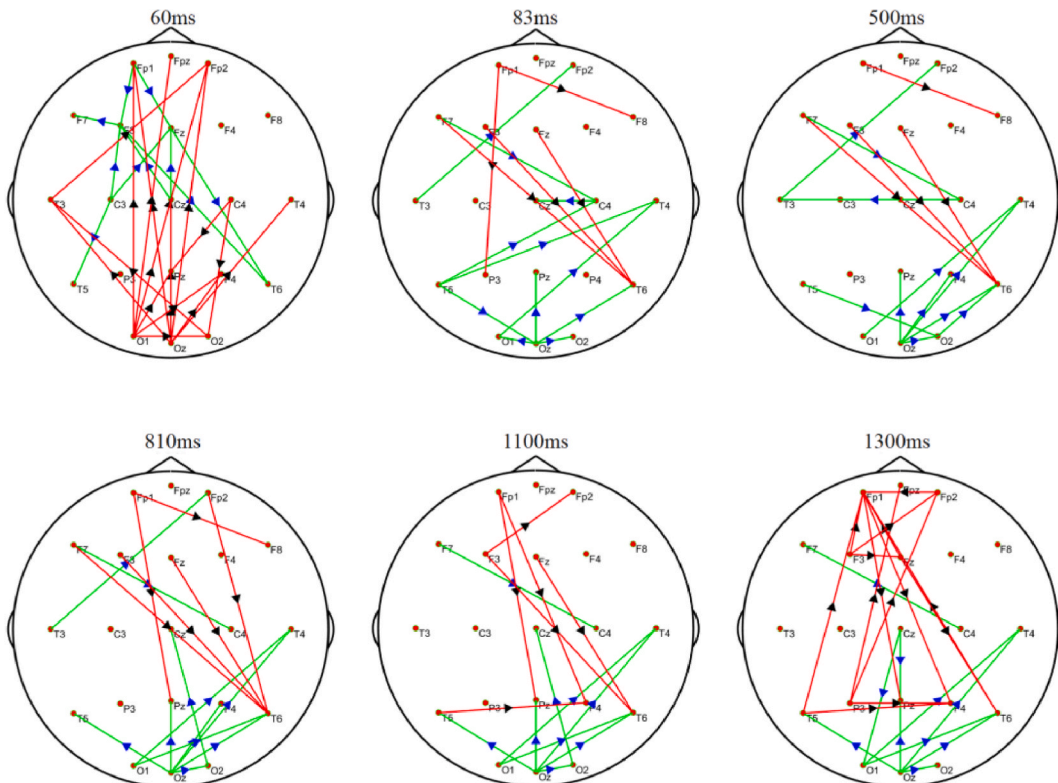 60ms 83ms 500ms
Fp1 Fpz Fp2
F7 F3 Fz F4 F8
T3 C3 Cz C4 T4
T5 P3 Pz P4 T6
O1 Oz O2
Fp1 Fpz Fp2
F7 F3 Fz F4 F8
T3 C3 Cz C4 T4
T5 P3 Pz P4 T6
O1 Oz O2
Fp1 Fpz Fp2
F7 F3 Fz F4 F8
T3 C3 Cz C4 T4
T5 P3 Pz P4 T6
O1 Oz O2
810ms 1100ms 1300ms
Fp1 Fpz Fp2
F7 F3 Fz F4 F8
T3 C3 Cz C4 T4
T5 P3 Pz P4 T6
O1 Oz O2
Fp1 Fpz Fp2
F7 F3 Fz F4 F8
T3 C3 Cz C4 T4
T5 P3 Pz P4 T6
O1 Oz O2
Fp1 Fpz Fp2
F7 F3 Fz F4 F8
T3 C3 Cz C4 T4
T5 P3 Pz P4 T6
O1 Oz O2